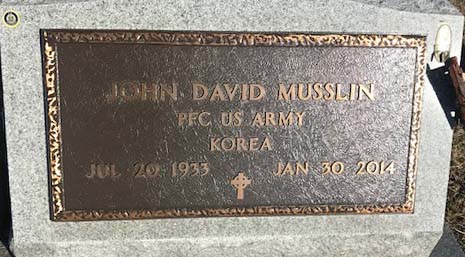 JOHN DAVID MUSSLIN
PFC US ARMY
KOREA
JUL 20 1933 JAN 30 2014